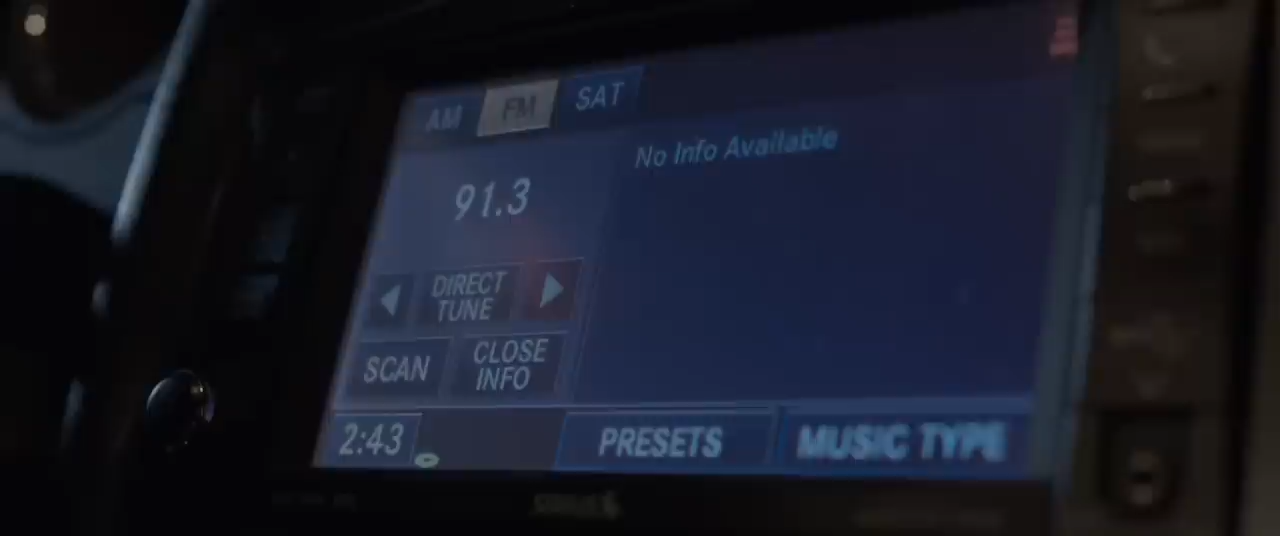 AM FM SAT
No Info Available
91.3
DIRECT
TUNE
SCAN
CLOSE
INFO
2:43
PRESETS
MUSIC TYPE